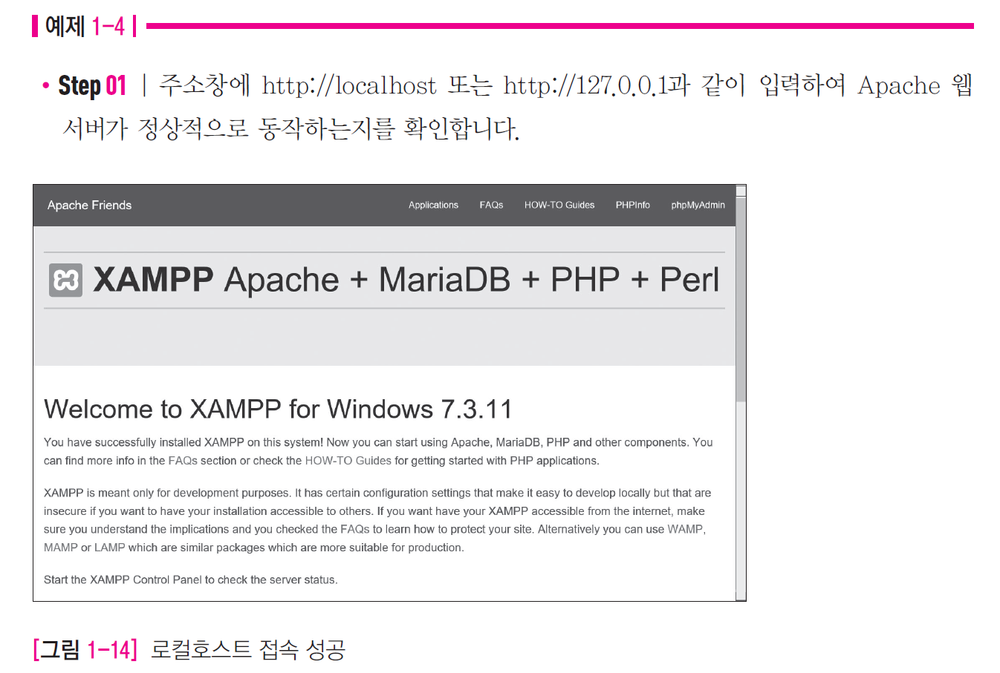 예제 1-4
• Step 01 | 주소창에 http://localhost 또는 http://127.0.0.1과 같이 입력하여 Apache 웹
서버가 정상적으로 동작하는지를 확인합니다.
Apache Friends Applications FAQs HOW-TO Guides PHPInfo phpMyAdmin
XAMPP Apache + MariaDB + PHP + Perl
Welcome to XAMPP for Windows 7.3.11
You have successfully installed XAMPP on this system! Now you can start using Apache, MariaDB, PHP and other components. You
can find more info in the FAQs section or check the HOW-TO Guides for getting started with PHP applications.
XAMPP is meant only for development purposes. It has certain configuration settings that make it easy to develop locally but that are
insecure if you want to have your installation accessible to others. If you want have your XAMPP accessible from the internet, make
sure you understand the implications and you checked the FAQs to learn how to protect your site. Alternatively you can use WAMP,
MAMP or LAMP which are similar packages which are more suitable for production.
Start the XAMPP Control Panel to check the server status.
[그림 1-14] 로컬호스트 접속 성공